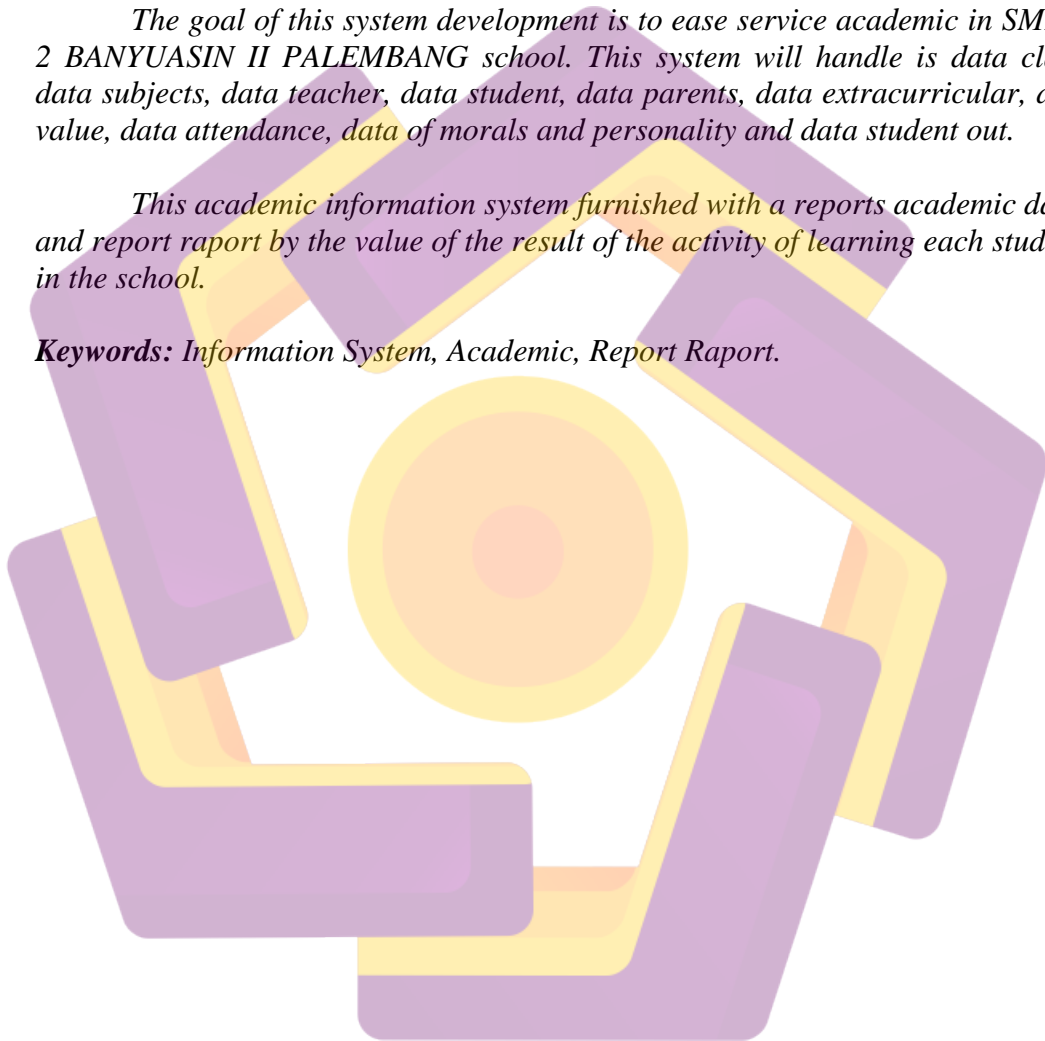 The goal of this system development is to ease service academic in SM
2 BANYUASIN II PALEMBANG school. This system will handle is data cl
data subjects, data teacher, data student, data parents, data extracurricular, d
value, data attendance, data of morals and personality and data student out.
This academic information system furnished with a reports academic da
and report raport by the value of the result of the activity of learning each stud
in the school.
Keywords: Information System, Academic, Report Raport.